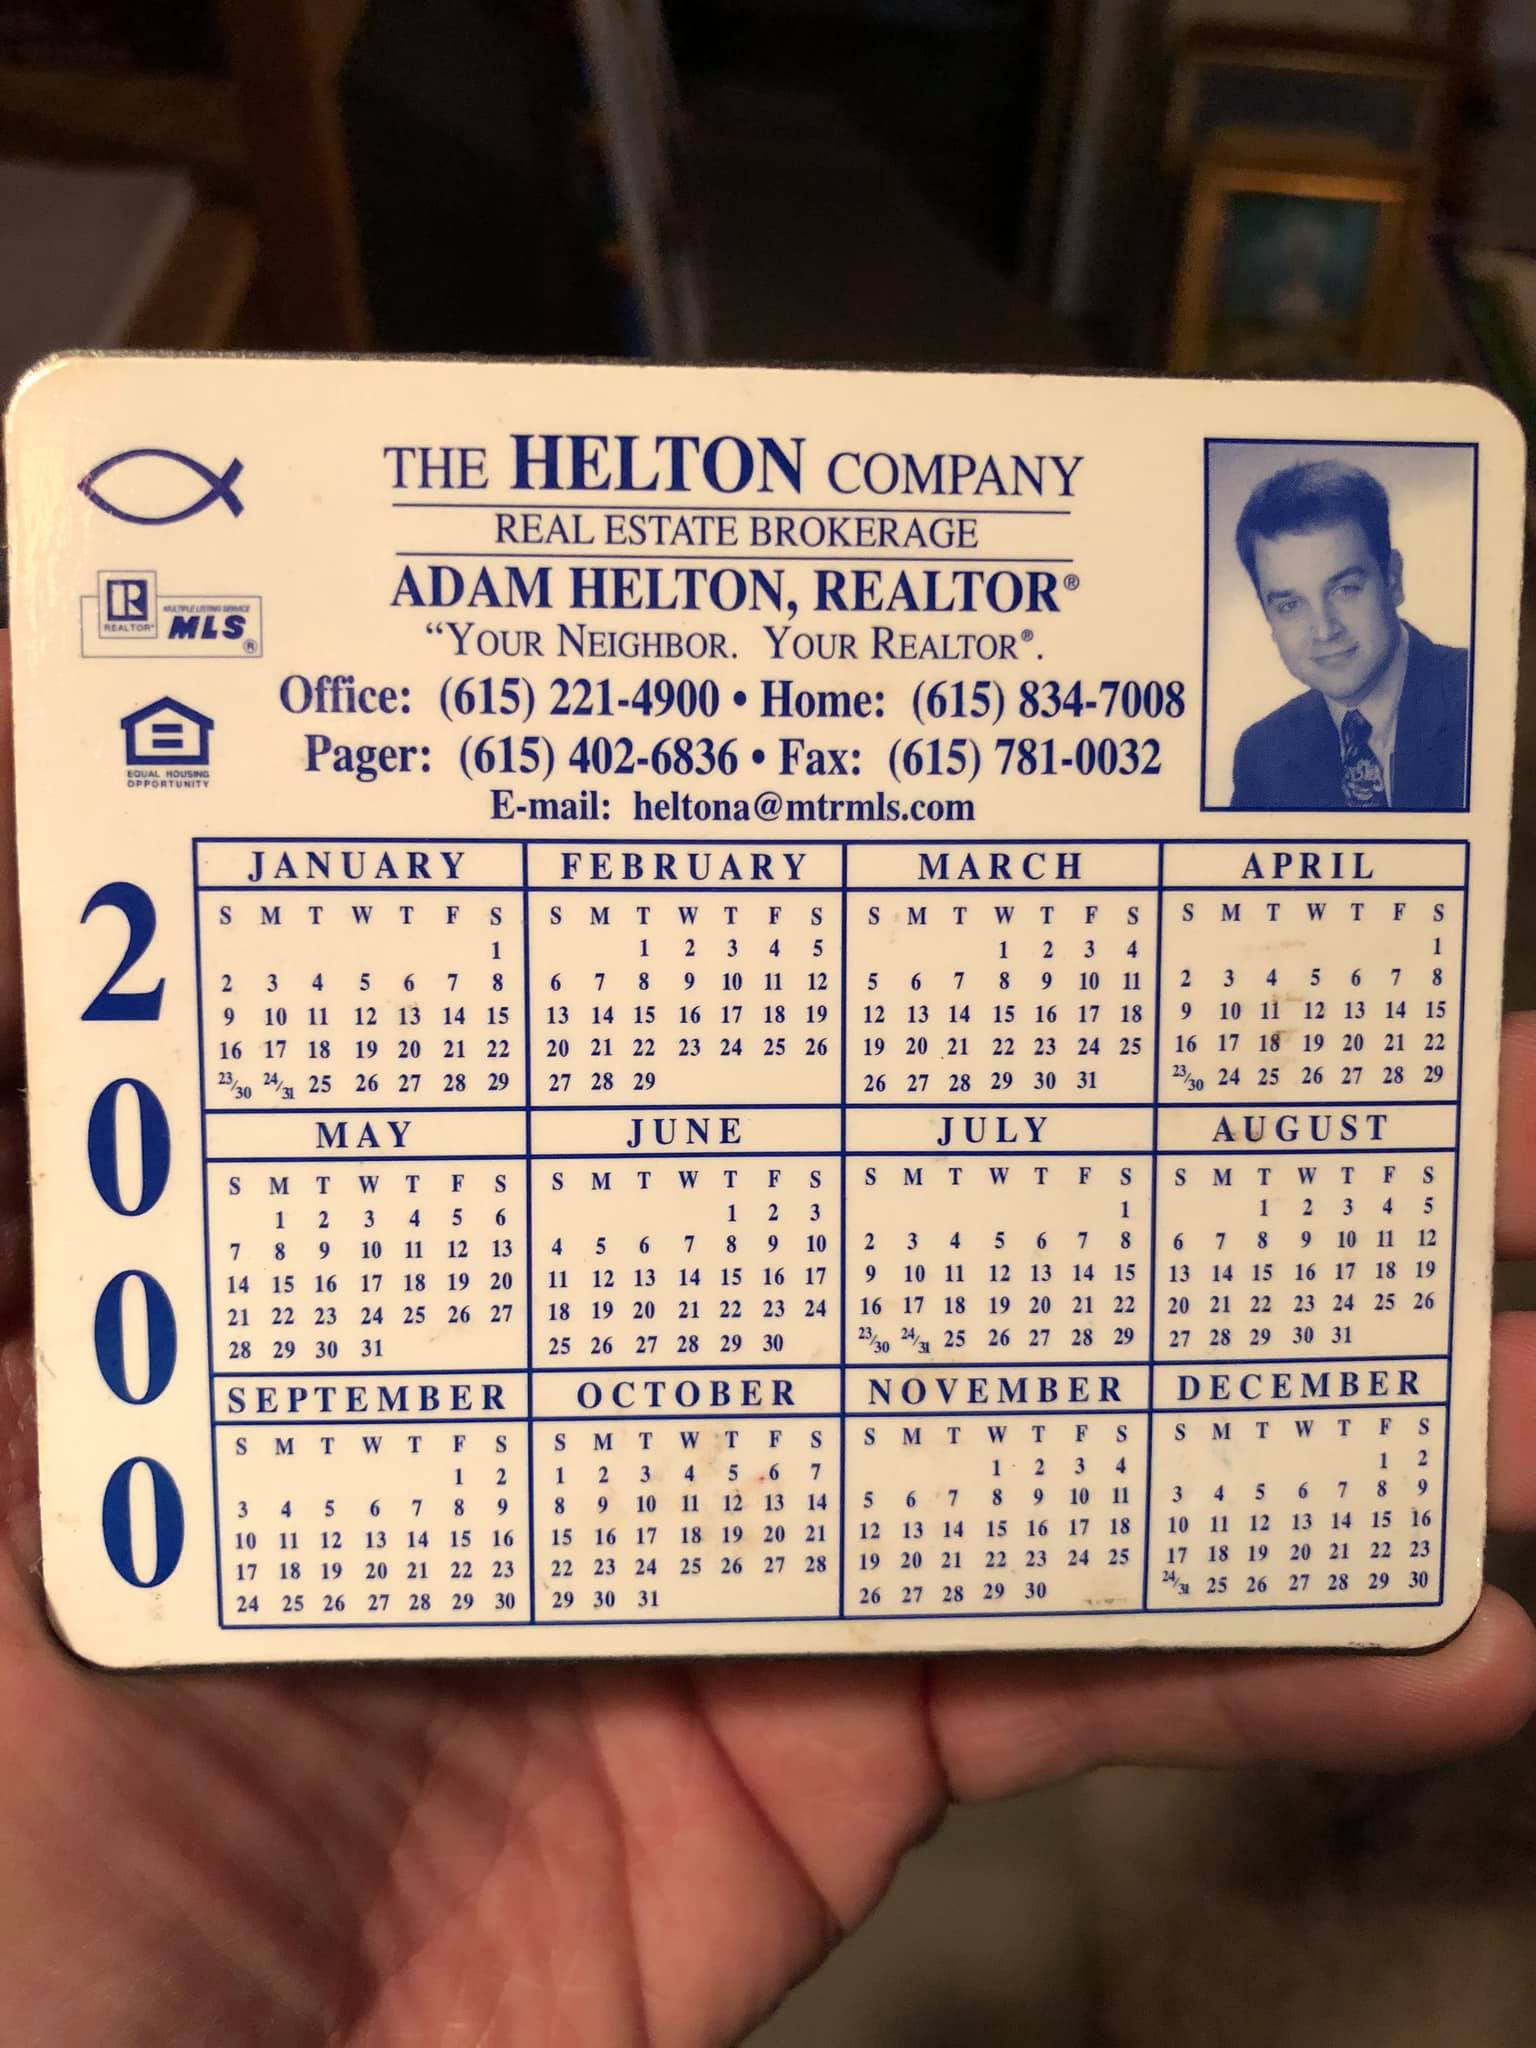 THE HELTON COMPANY
REAL ESTATE BROKERAGE
ADAM HELTON, REALTOR®
“YOUR NEIGHBOR. YOUR REALTOR®.
Office: (615) 221-4900 • Home: (615) 834-7008
Pager: (615) 402-6836 • Fax: (615) 781-0032
E-mail: heltona@mtrmls.com
R
REALTOR®
MULTIPLE LISTING SERVICE
MLS®
EQUAL HOUSING
OPPORTUNITY
2000
JANUARY
S M T W T F S
1
2 3 4 5 6 7 8
9 10 11 12 13 14 15
16 17 18 19 20 21 22
23/30 24/31 25 26 27 28 29
FEBRUARY
S M T W T F S
1 2 3 4 5
6 7 8 9 10 11 12
13 14 15 16 17 18 19
20 21 22 23 24 25 26
27 28 29
MARCH
S M T W T F S
1 2 3 4
5 6 7 8 9 10 11
12 13 14 15 16 17 18
19 20 21 22 23 24 25
26 27 28 29 30 31
APRIL
S M T W T F S
1
2 3 4 5 6 7 8
9 10 11 12 13 14 15
16 17 18 19 20 21 22
23/30 24 25 26 27 28 29
MAY
S M T W T F S
1 2 3 4 5 6
7 8 9 10 11 12 13
14 15 16 17 18 19 20
21 22 23 24 25 26 27
28 29 30 31
JUNE
S M T W T F S
1 2 3
4 5 6 7 8 9 10
11 12 13 14 15 16 17
18 19 20 21 22 23 24
25 26 27 28 29 30
JULY
S M T W T F S
1
2 3 4 5 6 7 8
9 10 11 12 13 14 15
16 17 18 19 20 21 22
23/30 24/31 25 26 27 28 29
AUGUST
S M T W T F S
1 2 3 4 5
6 7 8 9 10 11 12
13 14 15 16 17 18 19
20 21 22 23 24 25 26
27 28 29 30 31
SEPTEMBER
S M T W T F S
1 2
3 4 5 6 7 8 9
10 11 12 13 14 15 16
17 18 19 20 21 22 23
24 25 26 27 28 29 30
OCTOBER
S M T W T F S
1 2 3 4 5 6 7
8 9 10 11 12 13 14
15 16 17 18 19 20 21
22 23 24 25 26 27 28
29 30 31
NOVEMBER
S M T W T F S
1 2 3 4
5 6 7 8 9 10 11
12 13 14 15 16 17 18
19 20 21 22 23 24 25
26 27 28 29 30
DECEMBER
S M T W T F S
1 2
3 4 5 6 7 8 9
10 11 12 13 14 15 16
17 18 19 20 21 22 23
24/31 25 26 27 28 29 30